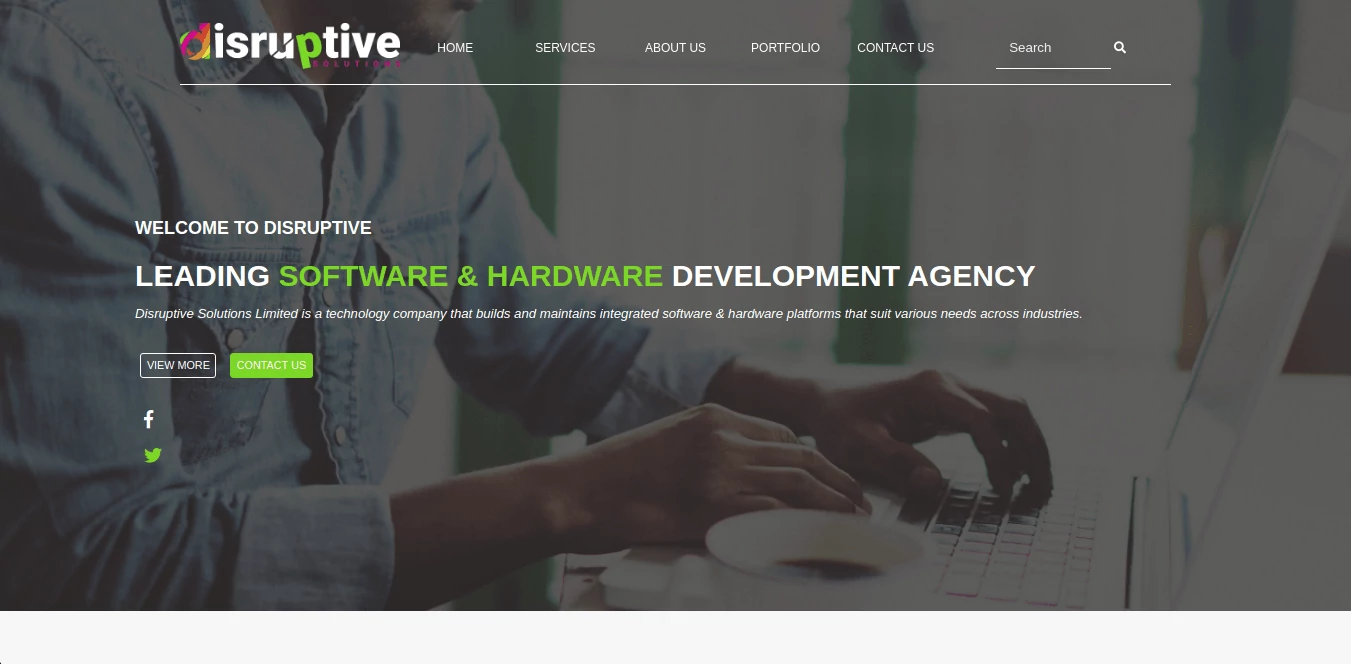 disruptive
SOLUTIONS
HOME SERVICES ABOUT US PORTFOLIO CONTACT US Search
WELCOME TO DISRUPTIVE
LEADING SOFTWARE & HARDWARE DEVELOPMENT AGENCY
Disruptive Solutions Limited is a technology company that builds and maintains integrated software & hardware platforms that suit various needs across industries.
VIEW MORE CONTACT US